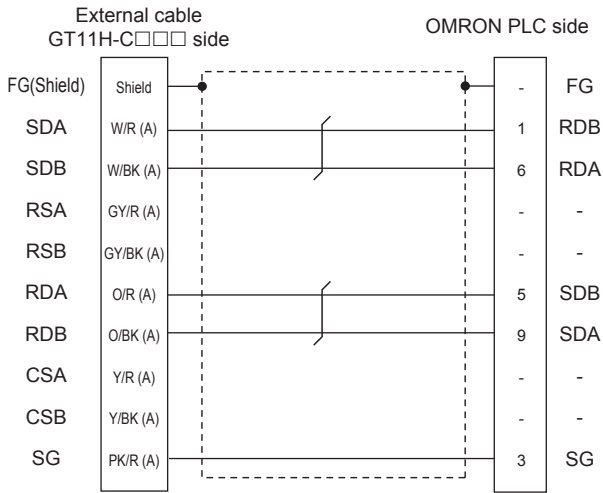 External cable
GT11H-C□□□ side
OMRON PLC side
FG(Shield) Shield - FG
SDA W/R (A) 1 RDB
SDB W/BK (A) 6 RDA
RSA GY/R (A) - -
RSB GY/BK (A) - -
RDA O/R (A) 5 SDB
RDB O/BK (A) 9 SDA
CSA Y/R (A) - -
CSB Y/BK (A) - -
SG PK/R (A) 3 SG